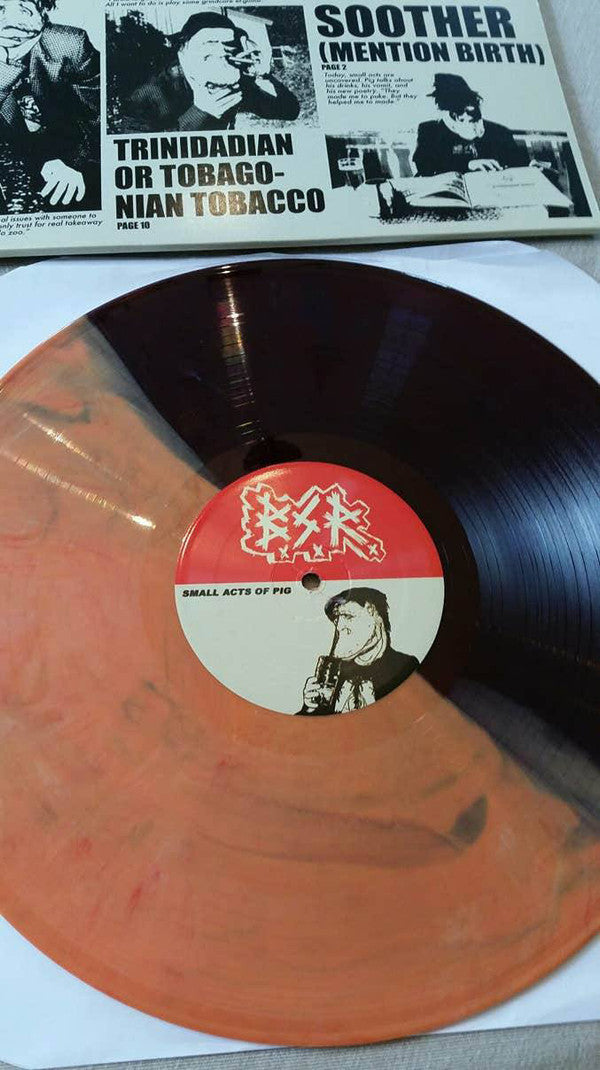 All I want to do is play some grindcore
al issues with someone to
only trust for real takeaway
zoo."
TRINIDADIAN
OR TOBAGO-
NIAN TOBACCO
PAGE 10
SOOTHER
(MENTION BIRTH)
PAGE 2
Today, small acts are
uncovered. Pig talks about
his drinks, his vomit, and
his new poetry. "They
made me to puke. But they
helped me to made"
B.S.R.
SMALL ACTS OF PIG